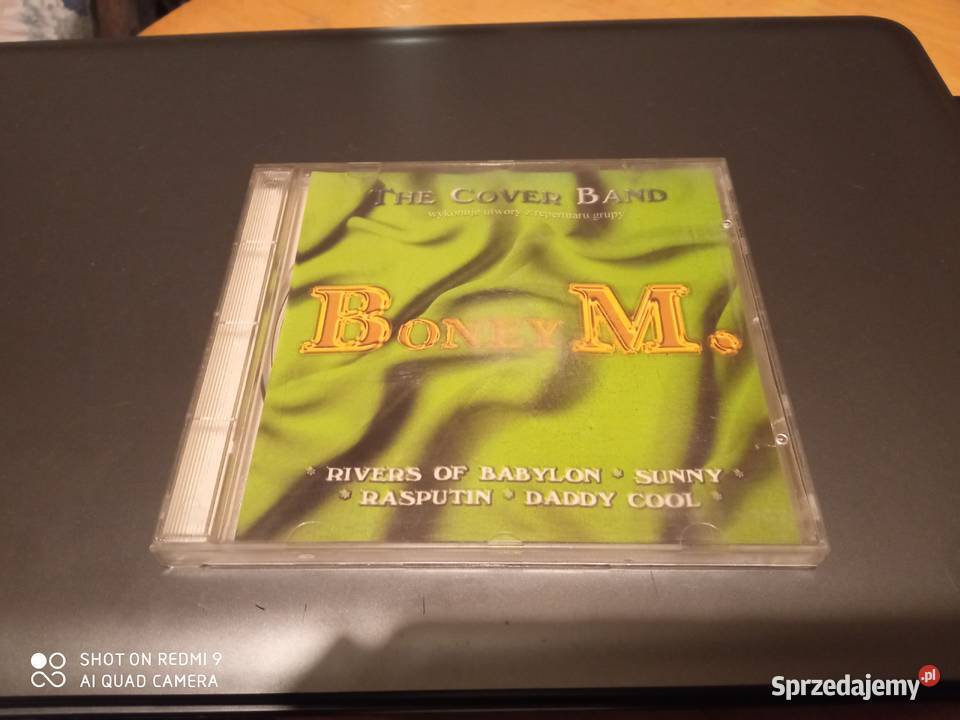 The Cover Band
wykonuje utwory z repertuaru grupy
Boney M.
* RIVERS OF BABYLON * SUNNY *
* RASPUTIN * DADDY COOL *
SHOT ON REDMI 9
AI QUAD CAMERA
Sprzedajemy.pl